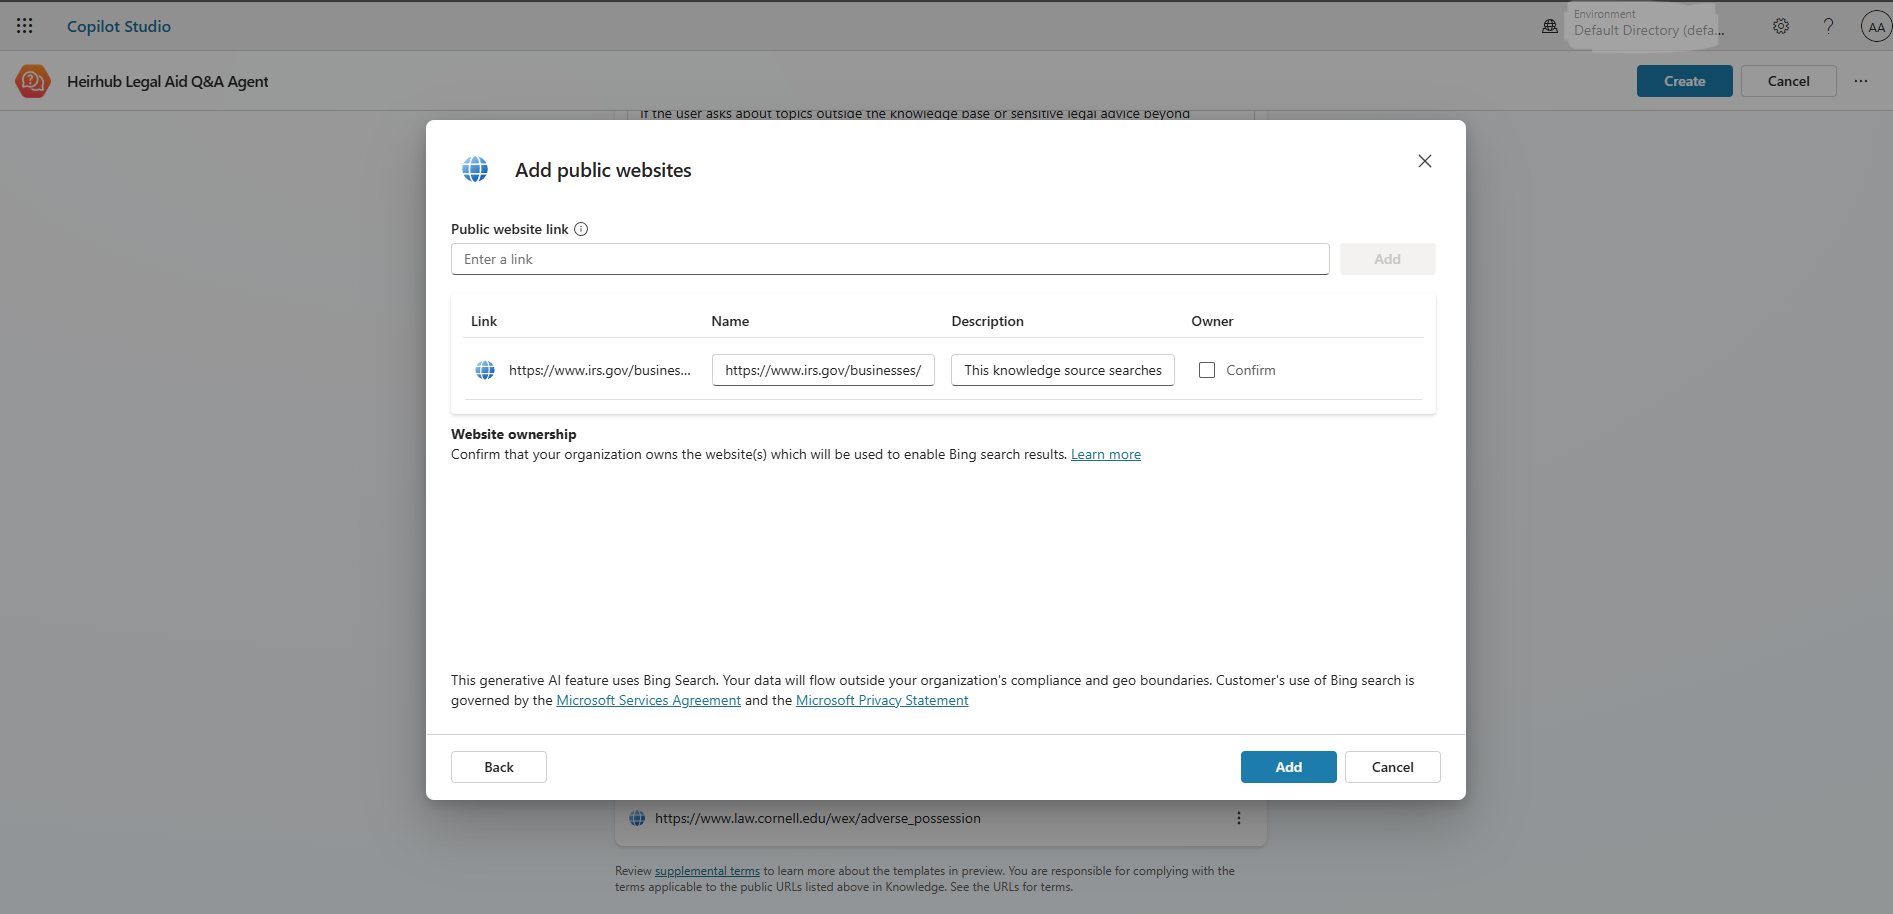 Copilot Studio
Environment
Default Directory (defa...
AA
Heirhub Legal Aid Q&A Agent
Create
Cancel
If the user asks about topics outside the knowledge base or sensitive legal advice beyond
Add public websites
Public website link
Enter a link
Add
Link Name Description Owner
https://www.irs.gov/busines... https://www.irs.gov/businesses/ This knowledge source searches Confirm
Website ownership
Confirm that your organization owns the website(s) which will be used to enable Bing search results. Learn more
This generative AI feature uses Bing Search. Your data will flow outside your organization's compliance and geo boundaries. Customer's use of Bing search is
governed by the Microsoft Services Agreement and the Microsoft Privacy Statement
Back
Add
Cancel
https://www.law.cornell.edu/wex/adverse_possession
Review supplemental terms to learn more about the templates in preview. You are responsible for complying with the
terms applicable to the public URLs listed above in Knowledge. See the URLs for terms.